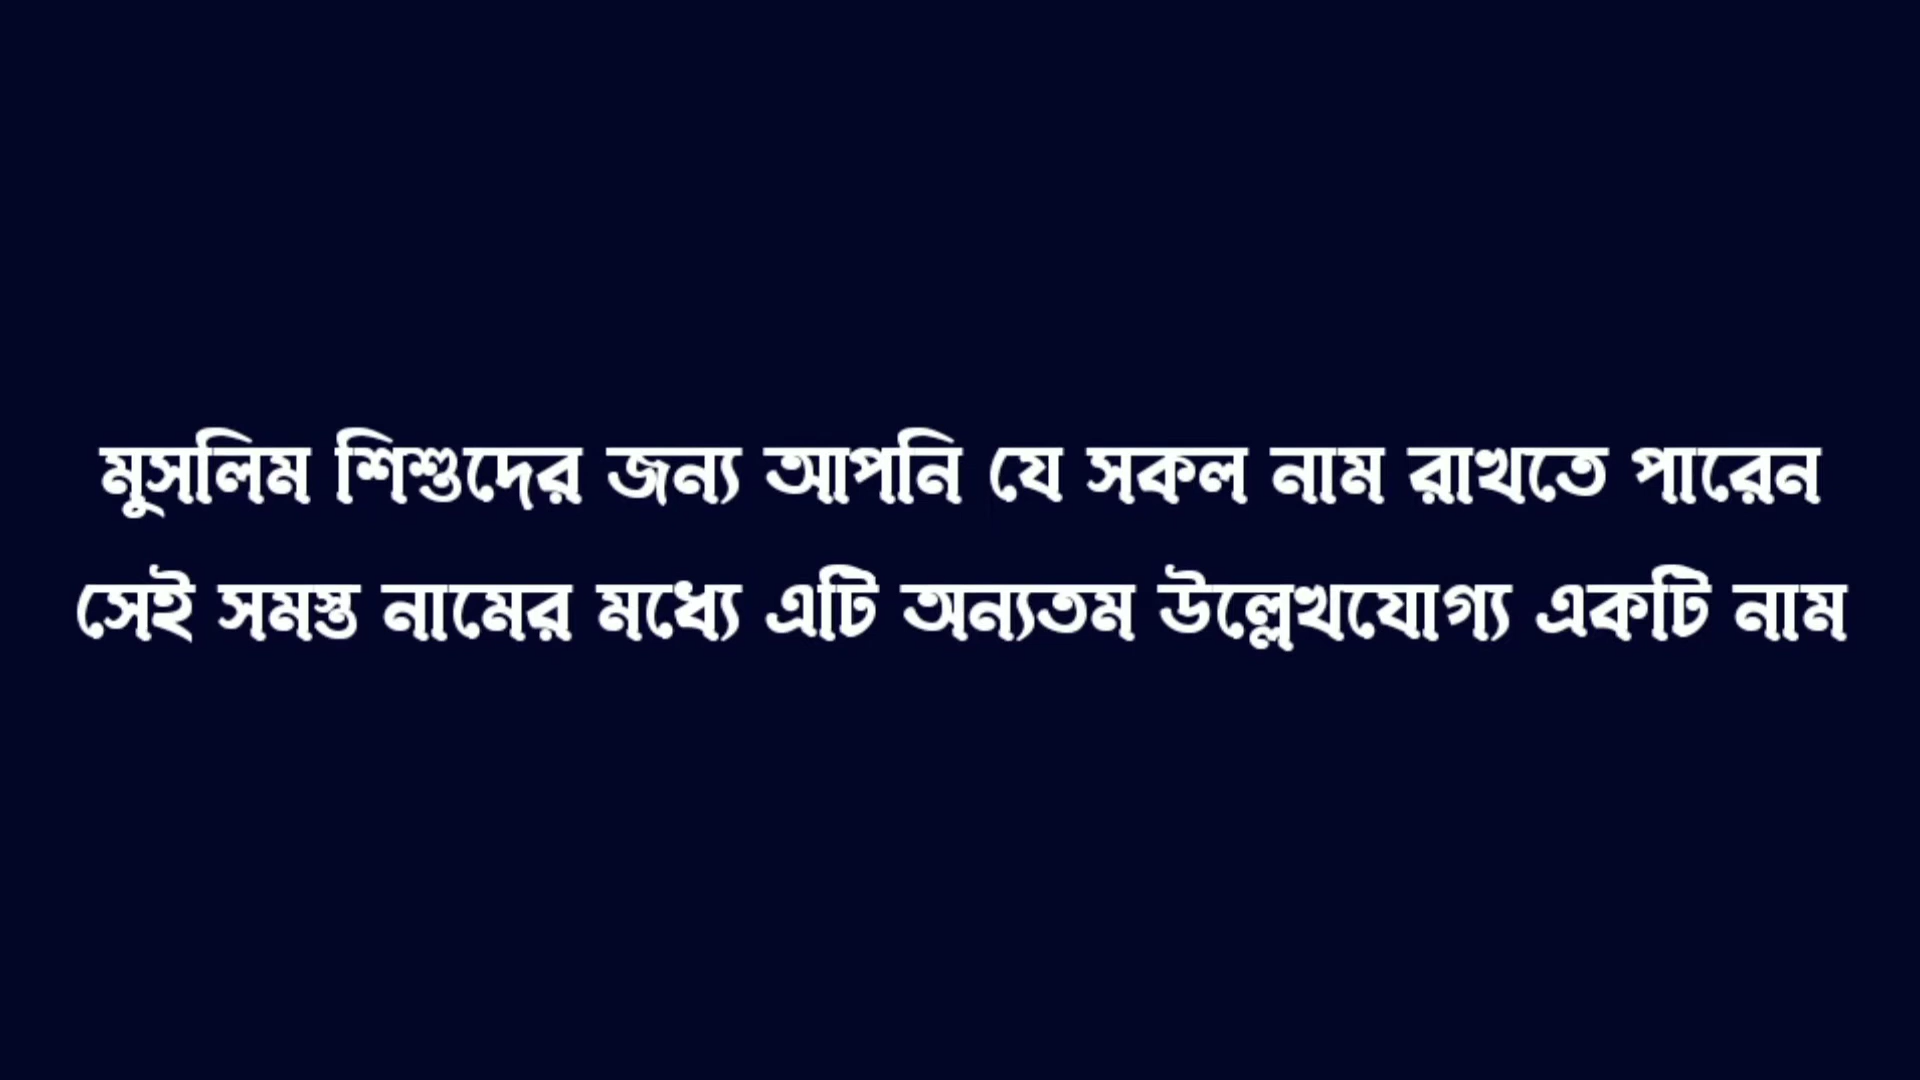 মুসলিম শিশুদের জন্য আপনি যে সকল নাম রাখতে পারেন
সেই সমস্ত নামের মধ্যে এটি অন্যতম উল্লেখযোগ্য একটি নাম